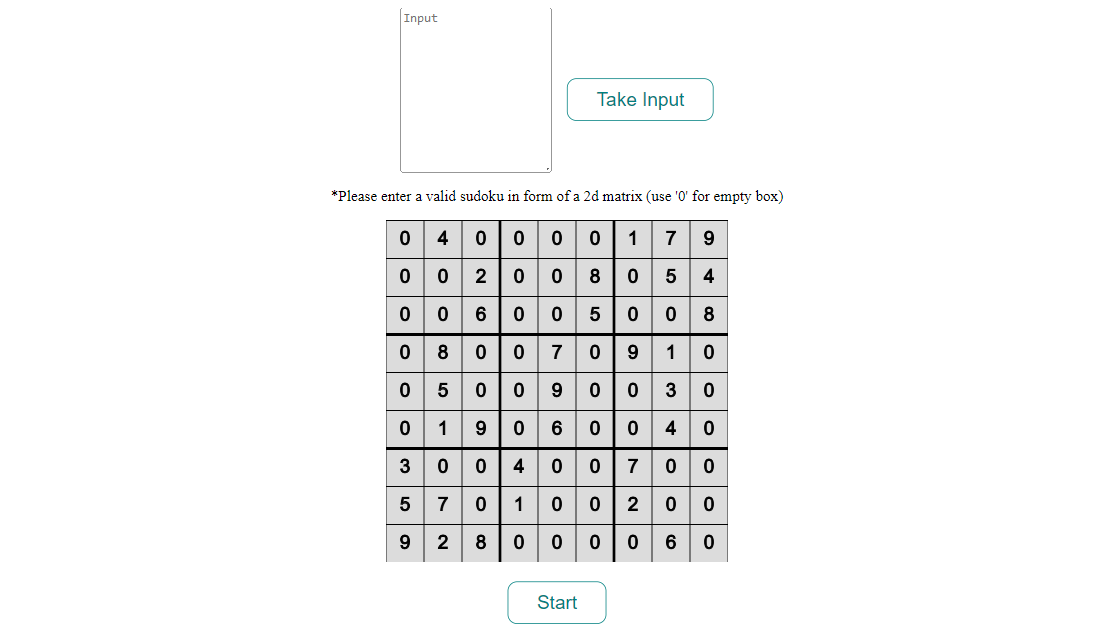 Input
Take Input
*Please enter a valid sudoku in form of a 2d matrix (use '0' for empty box)
0 4 0 0 0 0 1 7 9
0 0 2 0 0 8 0 5 4
0 0 6 0 0 5 0 0 8
0 8 0 0 7 0 9 1 0
0 5 0 0 9 0 0 3 0
0 1 9 0 6 0 0 4 0
3 0 0 4 0 0 7 0 0
5 7 0 1 0 0 2 0 0
9 2 8 0 0 0 0 6 0
Start